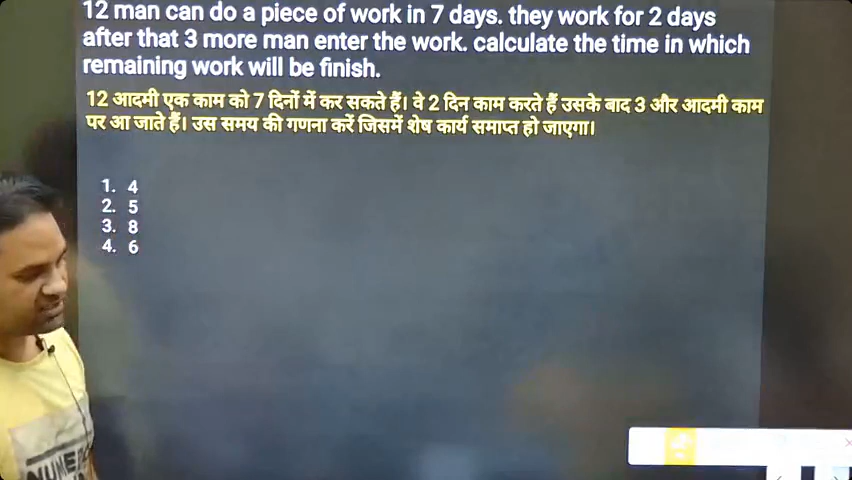 12 man can do a piece of work in 7 days. they work for 2 days
after that 3 more man enter the work. calculate the time in which
remaining work will be finish.
12 आदमी एक काम को 7 दिनों में कर सकते हैं। वे 2 दिन काम करते हैं उसके बाद 3 और आदमी काम
पर आ जाते हैं। उस समय की गणना करें जिसमें शेष कार्य समाप्त हो जाएगा।
1. 4
2. 5
3. 8
4. 6